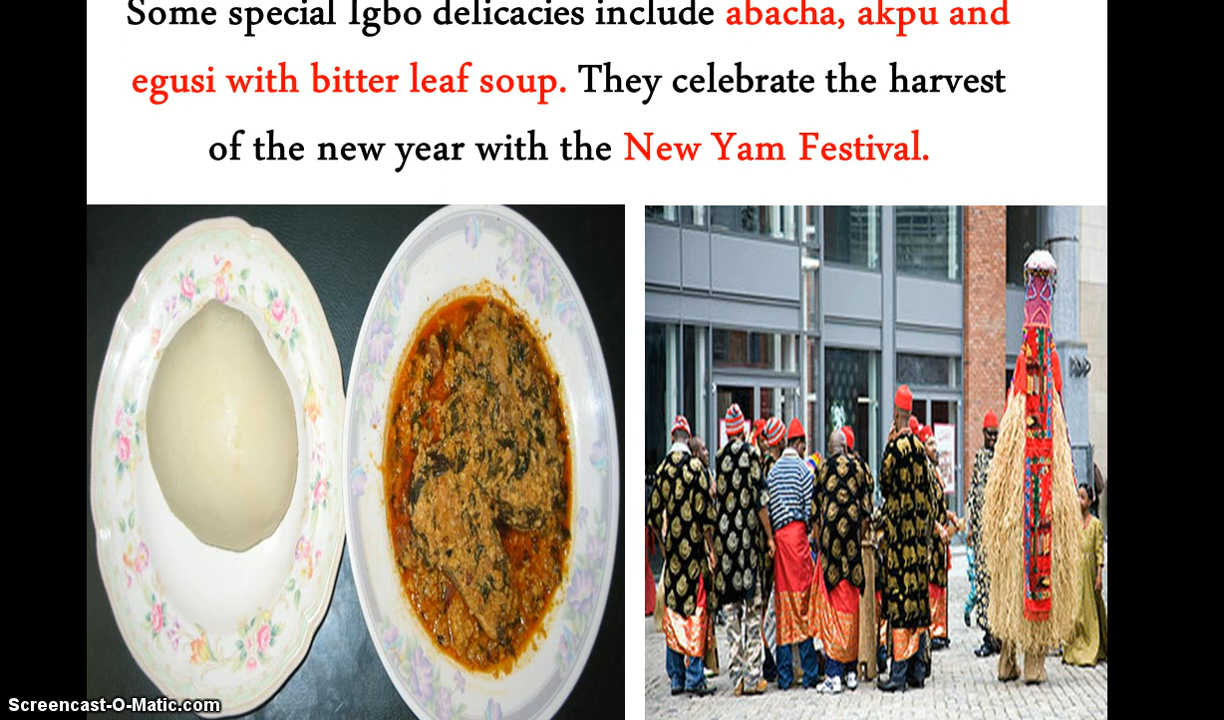 Some special Igbo delicacies include abacha, akpu and
egusi with bitter leaf soup. They celebrate the harvest
of the new year with the New Yam Festival.
Screencast-O-Matic.com